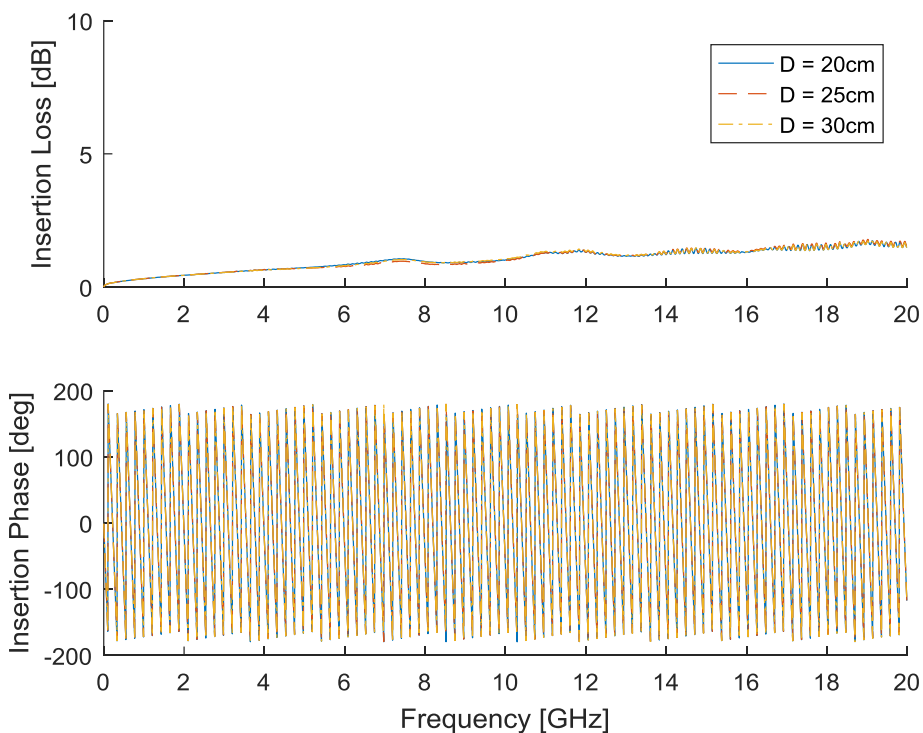 10
5
0
Insertion Loss [dB]
D = 20cm
D = 25cm
D = 30cm
0 2 4 6 8 10 12 14 16 18 20
200
100
0
-100
-200
Insertion Phase [deg]
0 2 4 6 8 10 12 14 16 18 20
Frequency [GHz]